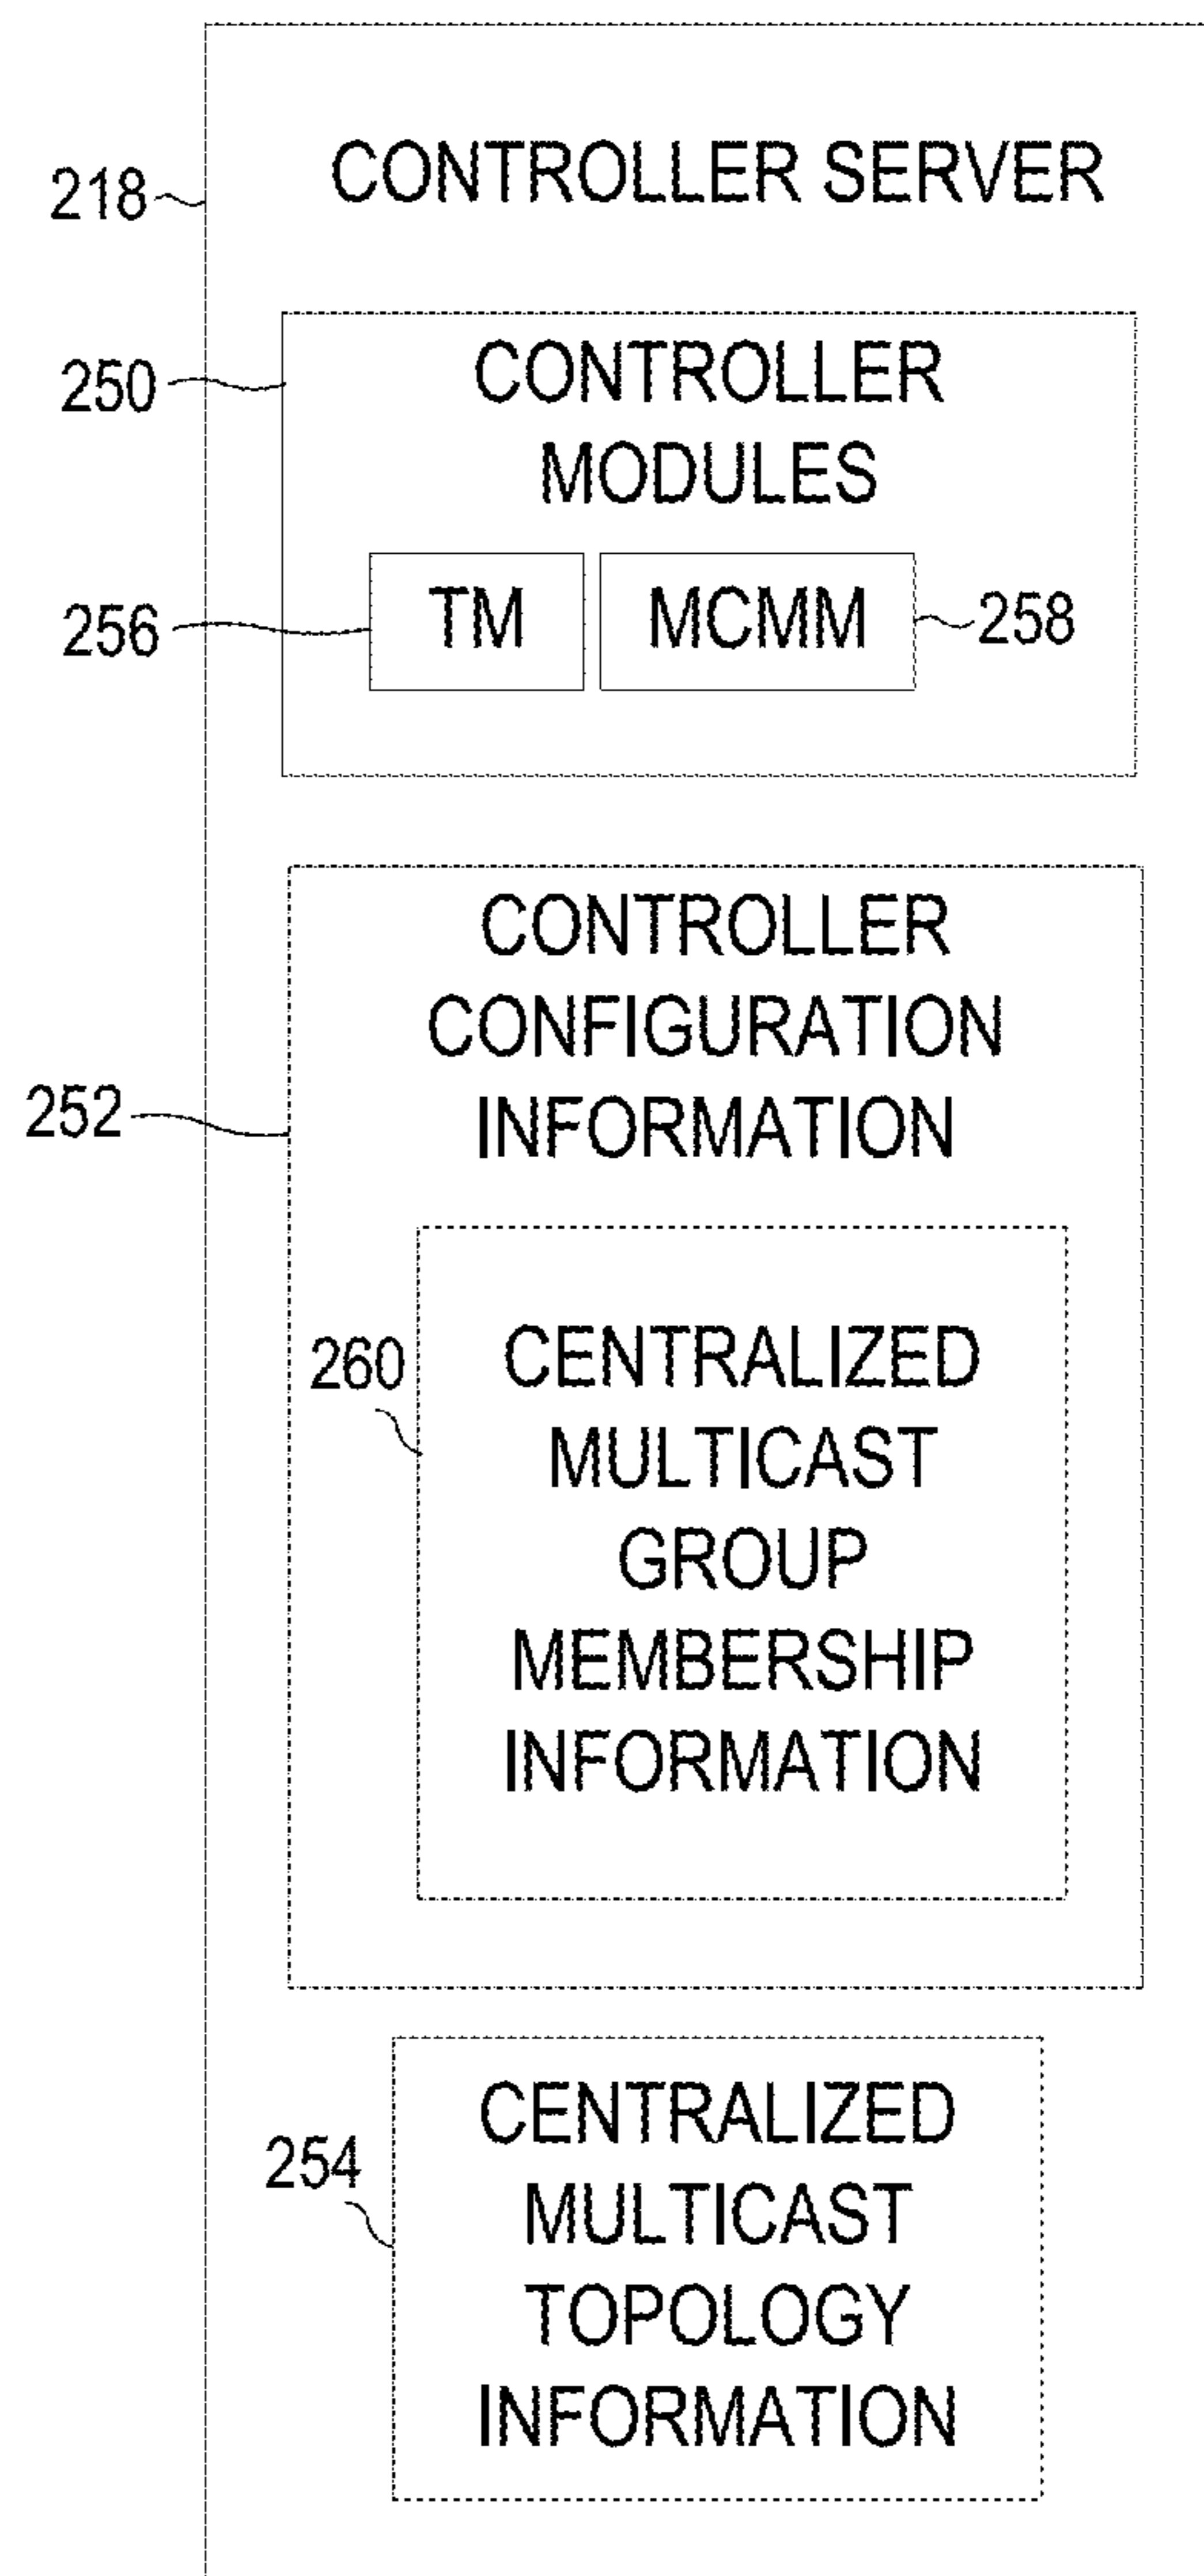 CONTROLLER SERVER
218
CONTROLLER
MODULES
250
TM
MCMM
256
258
CONTROLLER
CONFIGURATION
INFORMATION
252
CENTRALIZED
MULTICAST
GROUP
MEMBERSHIP
INFORMATION
260
CENTRALIZED
MULTICAST
TOPOLOGY
INFORMATION
254